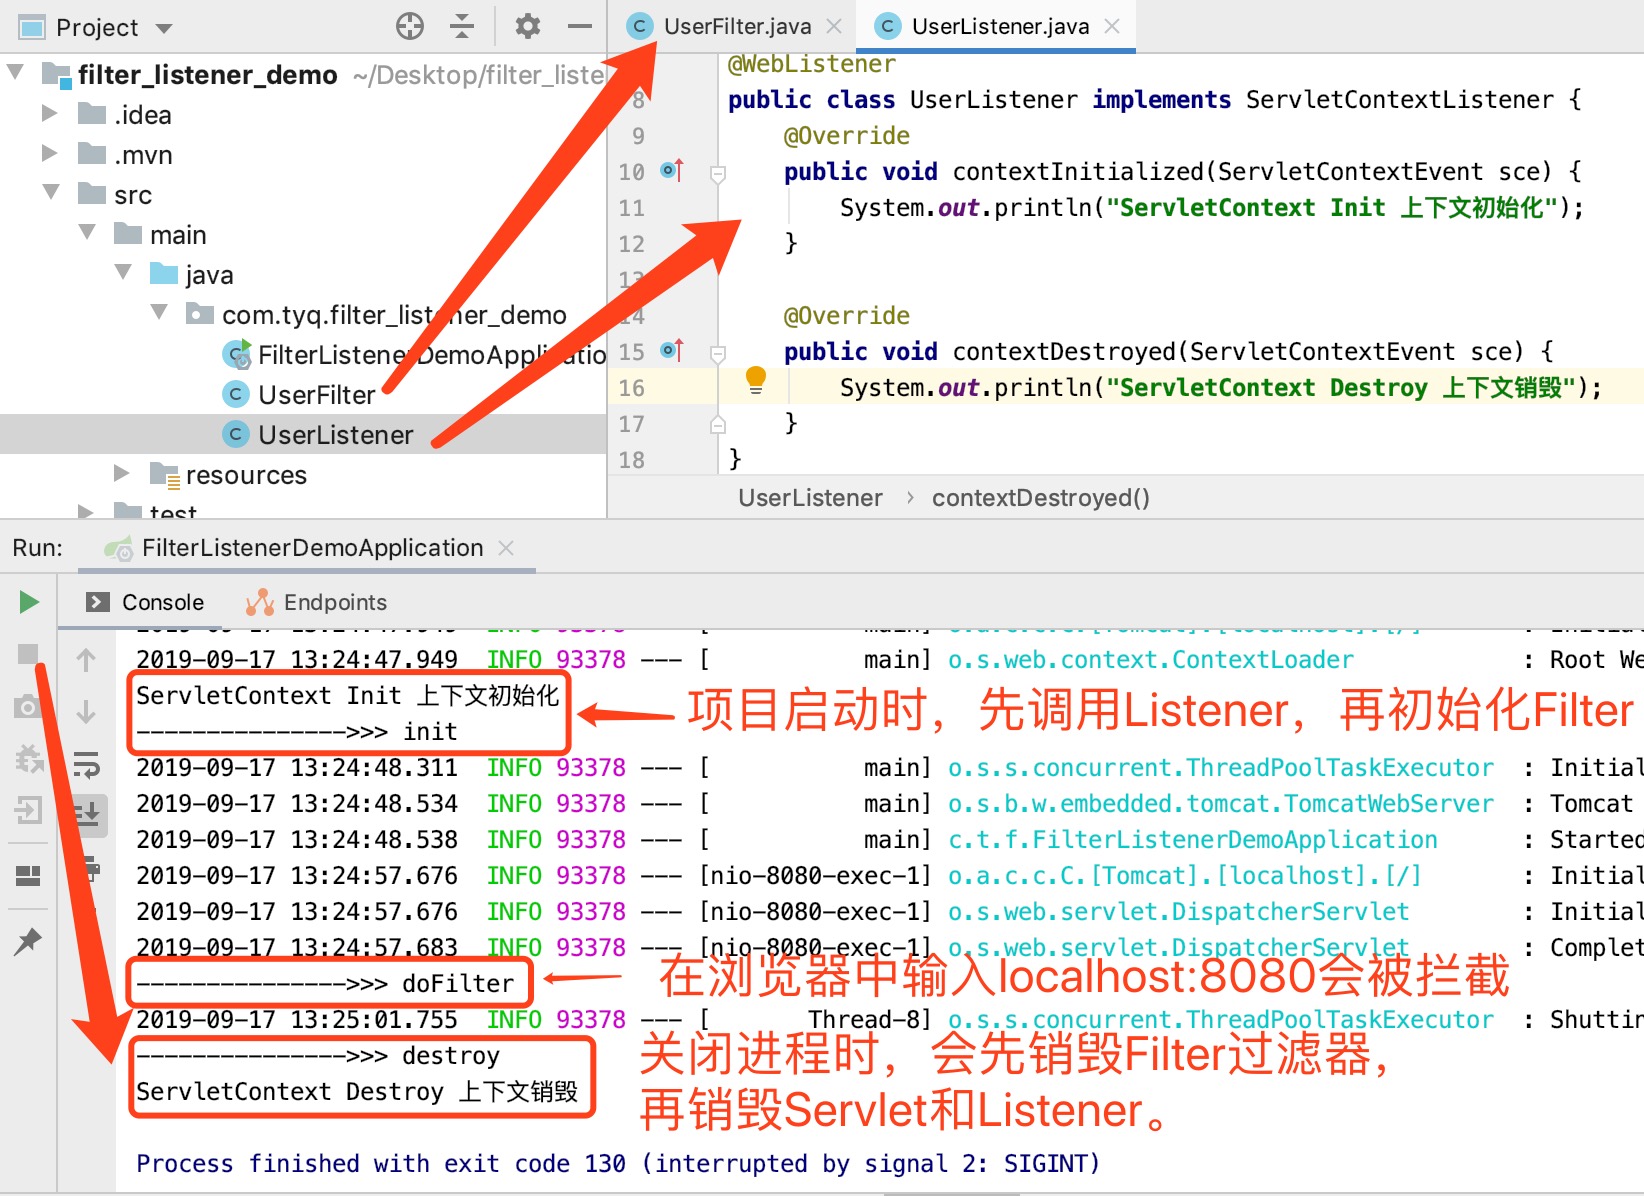 Project
UserFilter.java
UserListener.java
filter_listener_demo ~/Desktop/filter_liste
.idea
.mvn
src
main
java
com.tyq.filter_listener_demo
FilterListenerDemoApplicatio
UserFilter
UserListener
resources
test
@WebListener
8 public class UserListener implements ServletContextListener {
9 @Override
10 public void contextInitialized(ServletContextEvent sce) {
11 System.out.println("ServletContext Init 上下文初始化");
12 }
13
14 @Override
15 public void contextDestroyed(ServletContextEvent sce) {
16 System.out.println("ServletContext Destroy 上下文销毁");
17 }
18 }
UserListener › contextDestroyed()
Run: FilterListenerDemoApplication
Console Endpoints
2019-09-17 13:24:47.949 INFO 93378 --- [ main] o.a.c.c.C.[Tomcat].[localhost].[/] : Initial
2019-09-17 13:24:47.949 INFO 93378 --- [ main] o.s.web.context.ContextLoader : Root We
ServletContext Init 上下文初始化
--------------->>> init
项目启动时，先调用Listener，再初始化Filter
2019-09-17 13:24:48.311 INFO 93378 --- [ main] o.s.s.concurrent.ThreadPoolTaskExecutor : Initial
2019-09-17 13:24:48.534 INFO 93378 --- [ main] o.s.b.w.embedded.tomcat.TomcatWebServer : Tomcat
2019-09-17 13:24:48.538 INFO 93378 --- [ main] c.t.f.FilterListenerDemoApplication : Started
2019-09-17 13:24:57.676 INFO 93378 --- [nio-8080-exec-1] o.a.c.c.C.[Tomcat].[localhost].[/] : Initial
2019-09-17 13:24:57.676 INFO 93378 --- [nio-8080-exec-1] o.s.web.servlet.DispatcherServlet : Initial
2019-09-17 13:24:57.683 INFO 93378 --- [nio-8080-exec-1] o.s.web.servlet.DispatcherServlet : Complet
--------------->>> doFilter
在浏览器中输入localhost:8080会被拦截
2019-09-17 13:25:01.755 INFO 93378 --- [ Thread-8] o.s.s.concurrent.ThreadPoolTaskExecutor : Shuttin
--------------->>> destroy
ServletContext Destroy 上下文销毁
关闭进程时，会先销毁Filter过滤器，
再销毁Servlet和Listener。
Process finished with exit code 130 (interrupted by signal 2: SIGINT)